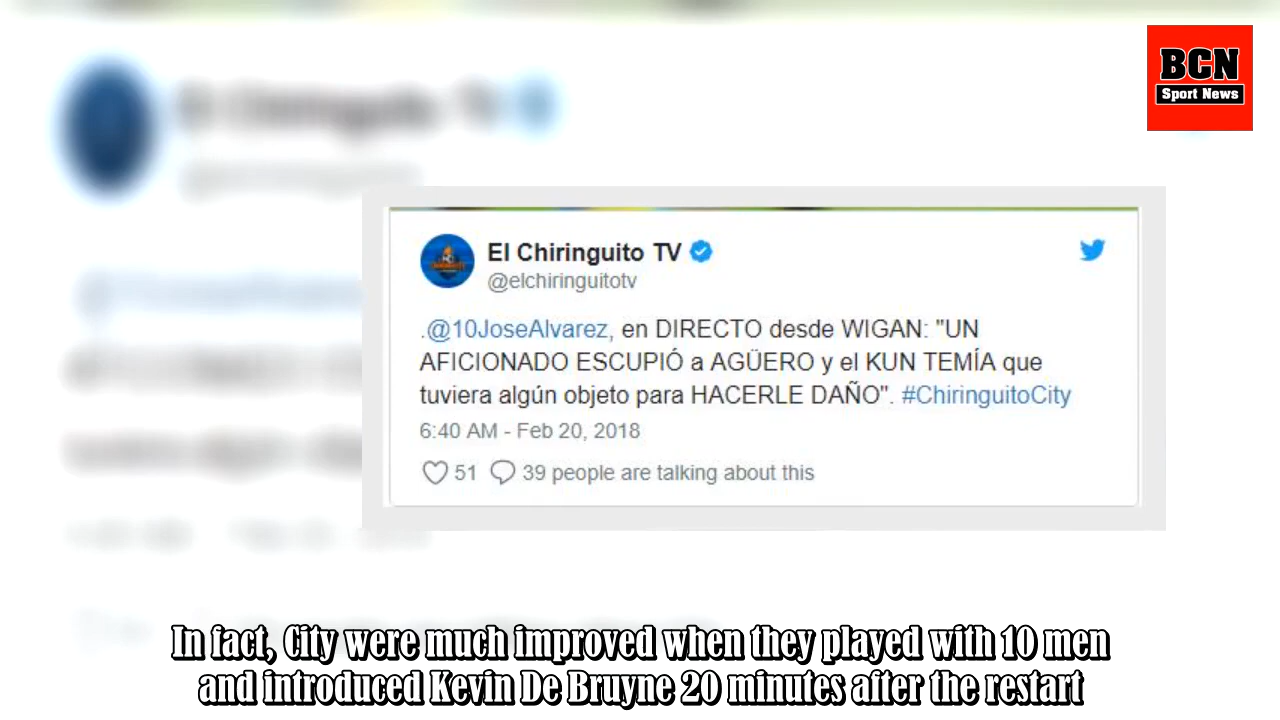 BCN
Sport News
El Chiringuito TV
@elchiringuitotv
.@10JoseAlvarez, en DIRECTO desde WIGAN: "UN
AFICIONADO ESCUPIÓ a AGÜERO y el KUN TEMÍA que
tuviera algún objeto para HACERLE DAÑO". #ChiringuitoCity
6:40 AM - Feb 20, 2018
51 39 people are talking about this
In fact, City were much improved when they played with 10 men
and introduced Kevin De Bruyne 20 minutes after the restart